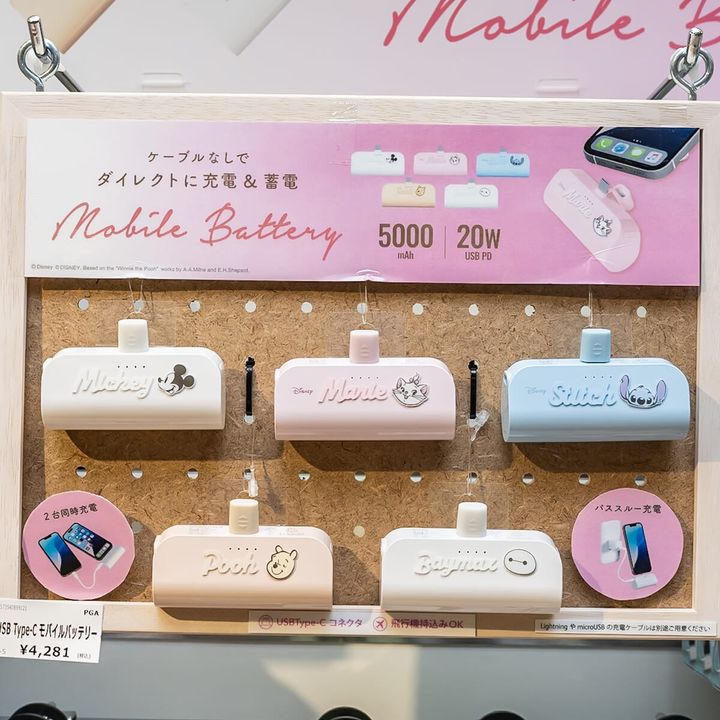 Mobile B
ケーブルなしで
ダイレクトに充電＆蓄電
Mobile Battery
5000
mAh
20W
USB PD
Marie
©Disney ©DISNEY. Based on the "Winnie the Pooh" works by A.A.Milne and E.H.Shepard.
Mickey
Disney
Marie
Disney
Stitch
2台同時充電
Pooh
Baymax
パススルー充電
PGA
USB Type-C モバイルバッテリー
¥4,281
(税込)
USBType-C コネクタ
飛行機持込みOK
Lightning や microUSB の充電ケーブルは別途ご用意ください